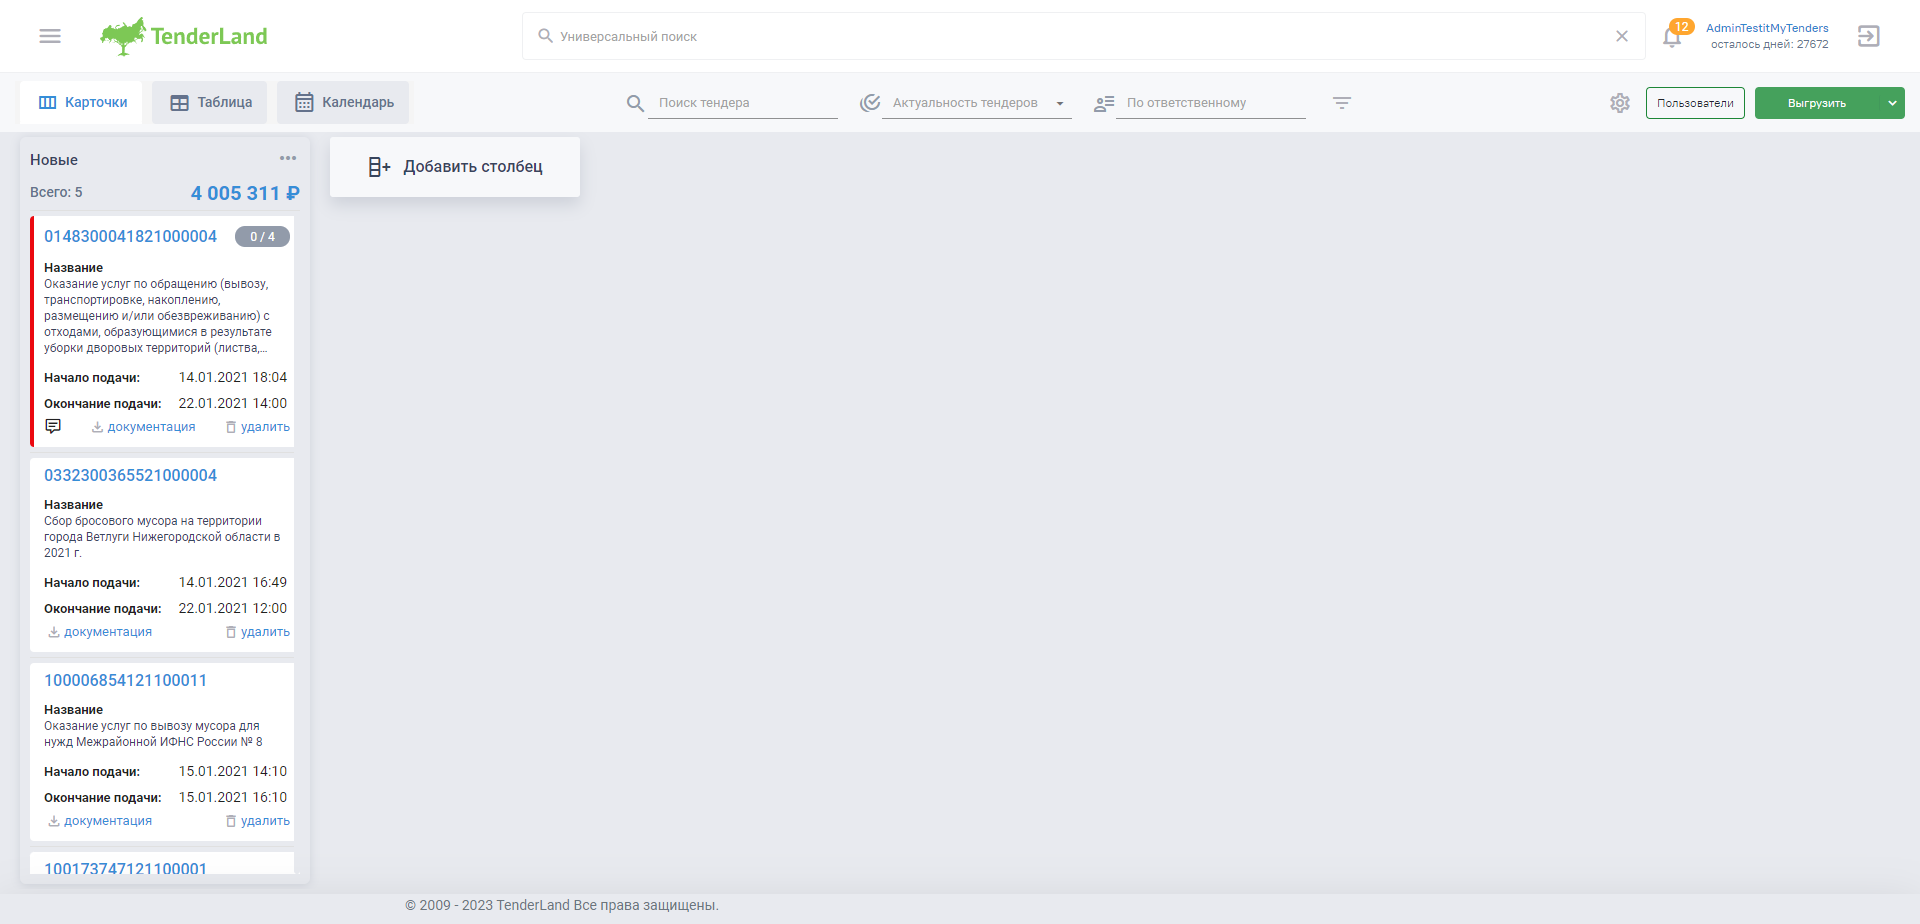 TenderLand
Универсальный поиск
12
AdminTestitMyTenders
осталось дней: 27672
Карточки
Таблица
Календарь
Поиск тендера
Актуальность тендеров
По ответственному
Пользователи
Выгрузить
Новые
Всего: 5
4 005 311 ₽
Добавить столбец
0148300041821000004
0 / 4
Название
Оказание услуг по обращению (вывозу,
транспортировке, накоплению,
размещению и/или обезвреживанию) с
отходами, образующимися в результате
уборки дворовых территорий (листва,...
Начало подачи: 14.01.2021 18:04
Окончание подачи: 22.01.2021 14:00
документация удалить
0332300365521000004
Название
Сбор бросового мусора на территории
города Ветлуги Нижегородской области в
2021 г.
Начало подачи: 14.01.2021 16:49
Окончание подачи: 22.01.2021 12:00
документация удалить
100006854121100011
Название
Оказание услуг по вывозу мусора для
нужд Межрайонной ИФНС России № 8
Начало подачи: 15.01.2021 14:10
Окончание подачи: 15.01.2021 16:10
документация удалить
100173747121100001
© 2009 - 2023 TenderLand Все права защищены.